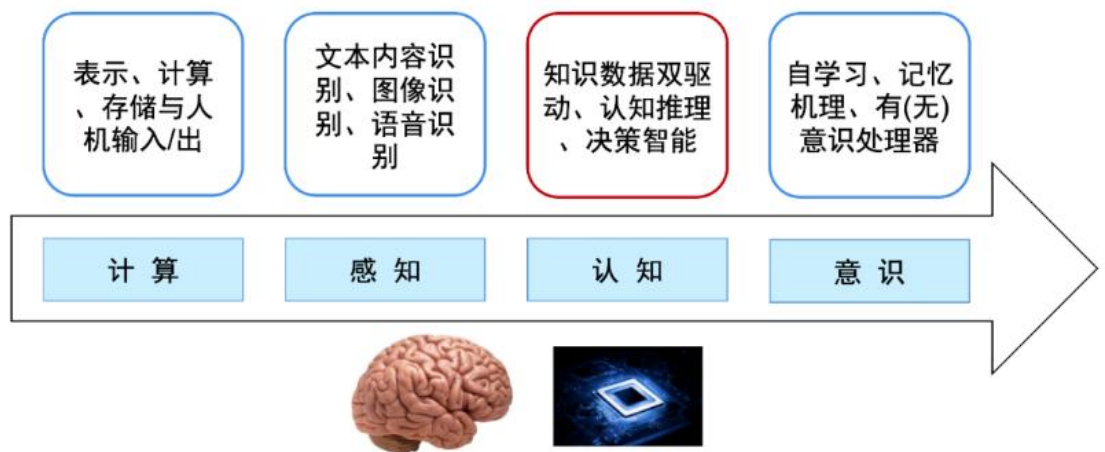 表示、计算
、存储与人
机输入/出
文本内容识
别、图像识
别、语音识
别
知识数据双驱
动、认知推理
、决策智能
自学习、记忆
机理、有(无)
意识处理器
计 算
感 知
认 知
意 识